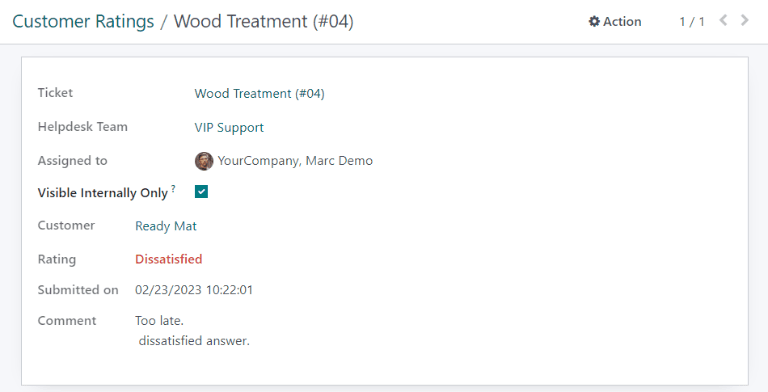 Customer Ratings / Wood Treatment (#04) Action 1 / 1
Ticket Wood Treatment (#04)
Helpdesk Team VIP Support
Assigned to YourCompany, Marc Demo
Visible Internally Only ?
Customer Ready Mat
Rating Dissatisfied
Submitted on 02/23/2023 10:22:01
Comment Too late.
dissatisfied answer.